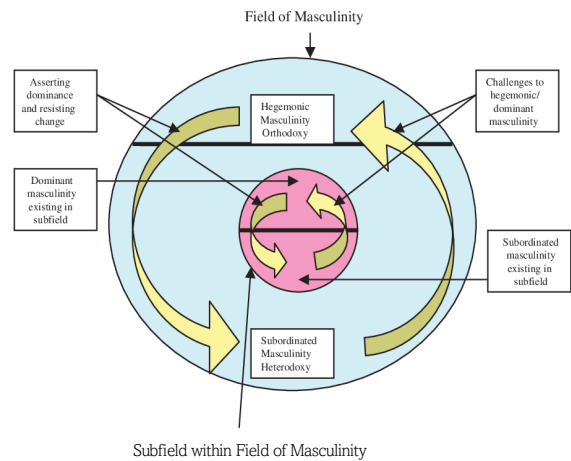 Field of Masculinity
Asserting
dominance
and resisting
change
Hegemonic
Masculinity
Orthodoxy
Challenges to
hegemonic/
dominant
masculinity
Dominant
masculinity
existing in
subfield
Subordinated
masculinity
existing in
subfield
Subordinated
Masculinity
Heterodoxy
Subfield within Field of Masculinity